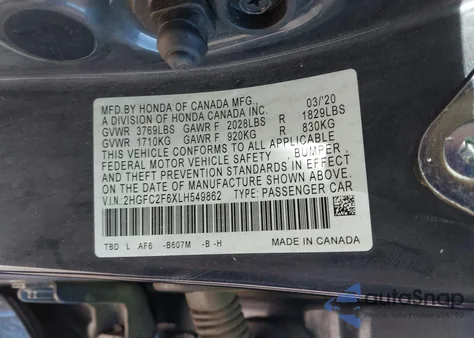 MFD.BY HONDA OF CANADA MFG. 03/'20
A DIVISION OF HONDA CANADA INC.
GVWR 3769LBS GAWR F 2028LBS R 1829LBS
GVWR 1710KG GAWR F 920KG R 830KG
THIS VEHICLE CONFORMS TO ALL APPLICABLE
FEDERAL MOTOR VEHICLE SAFETY, BUMPER,
AND THEFT PREVENTION STANDARDS IN
EFFECT ON THE DATE OF MANUFACTURE
SHOWN ABOVE.
V.I.N.:2HGFC2F6XLH549862 TYPE: PASSENGER CAR
TBD L AF6 -B607M -B -H
MADE IN CANADA
autoSnap